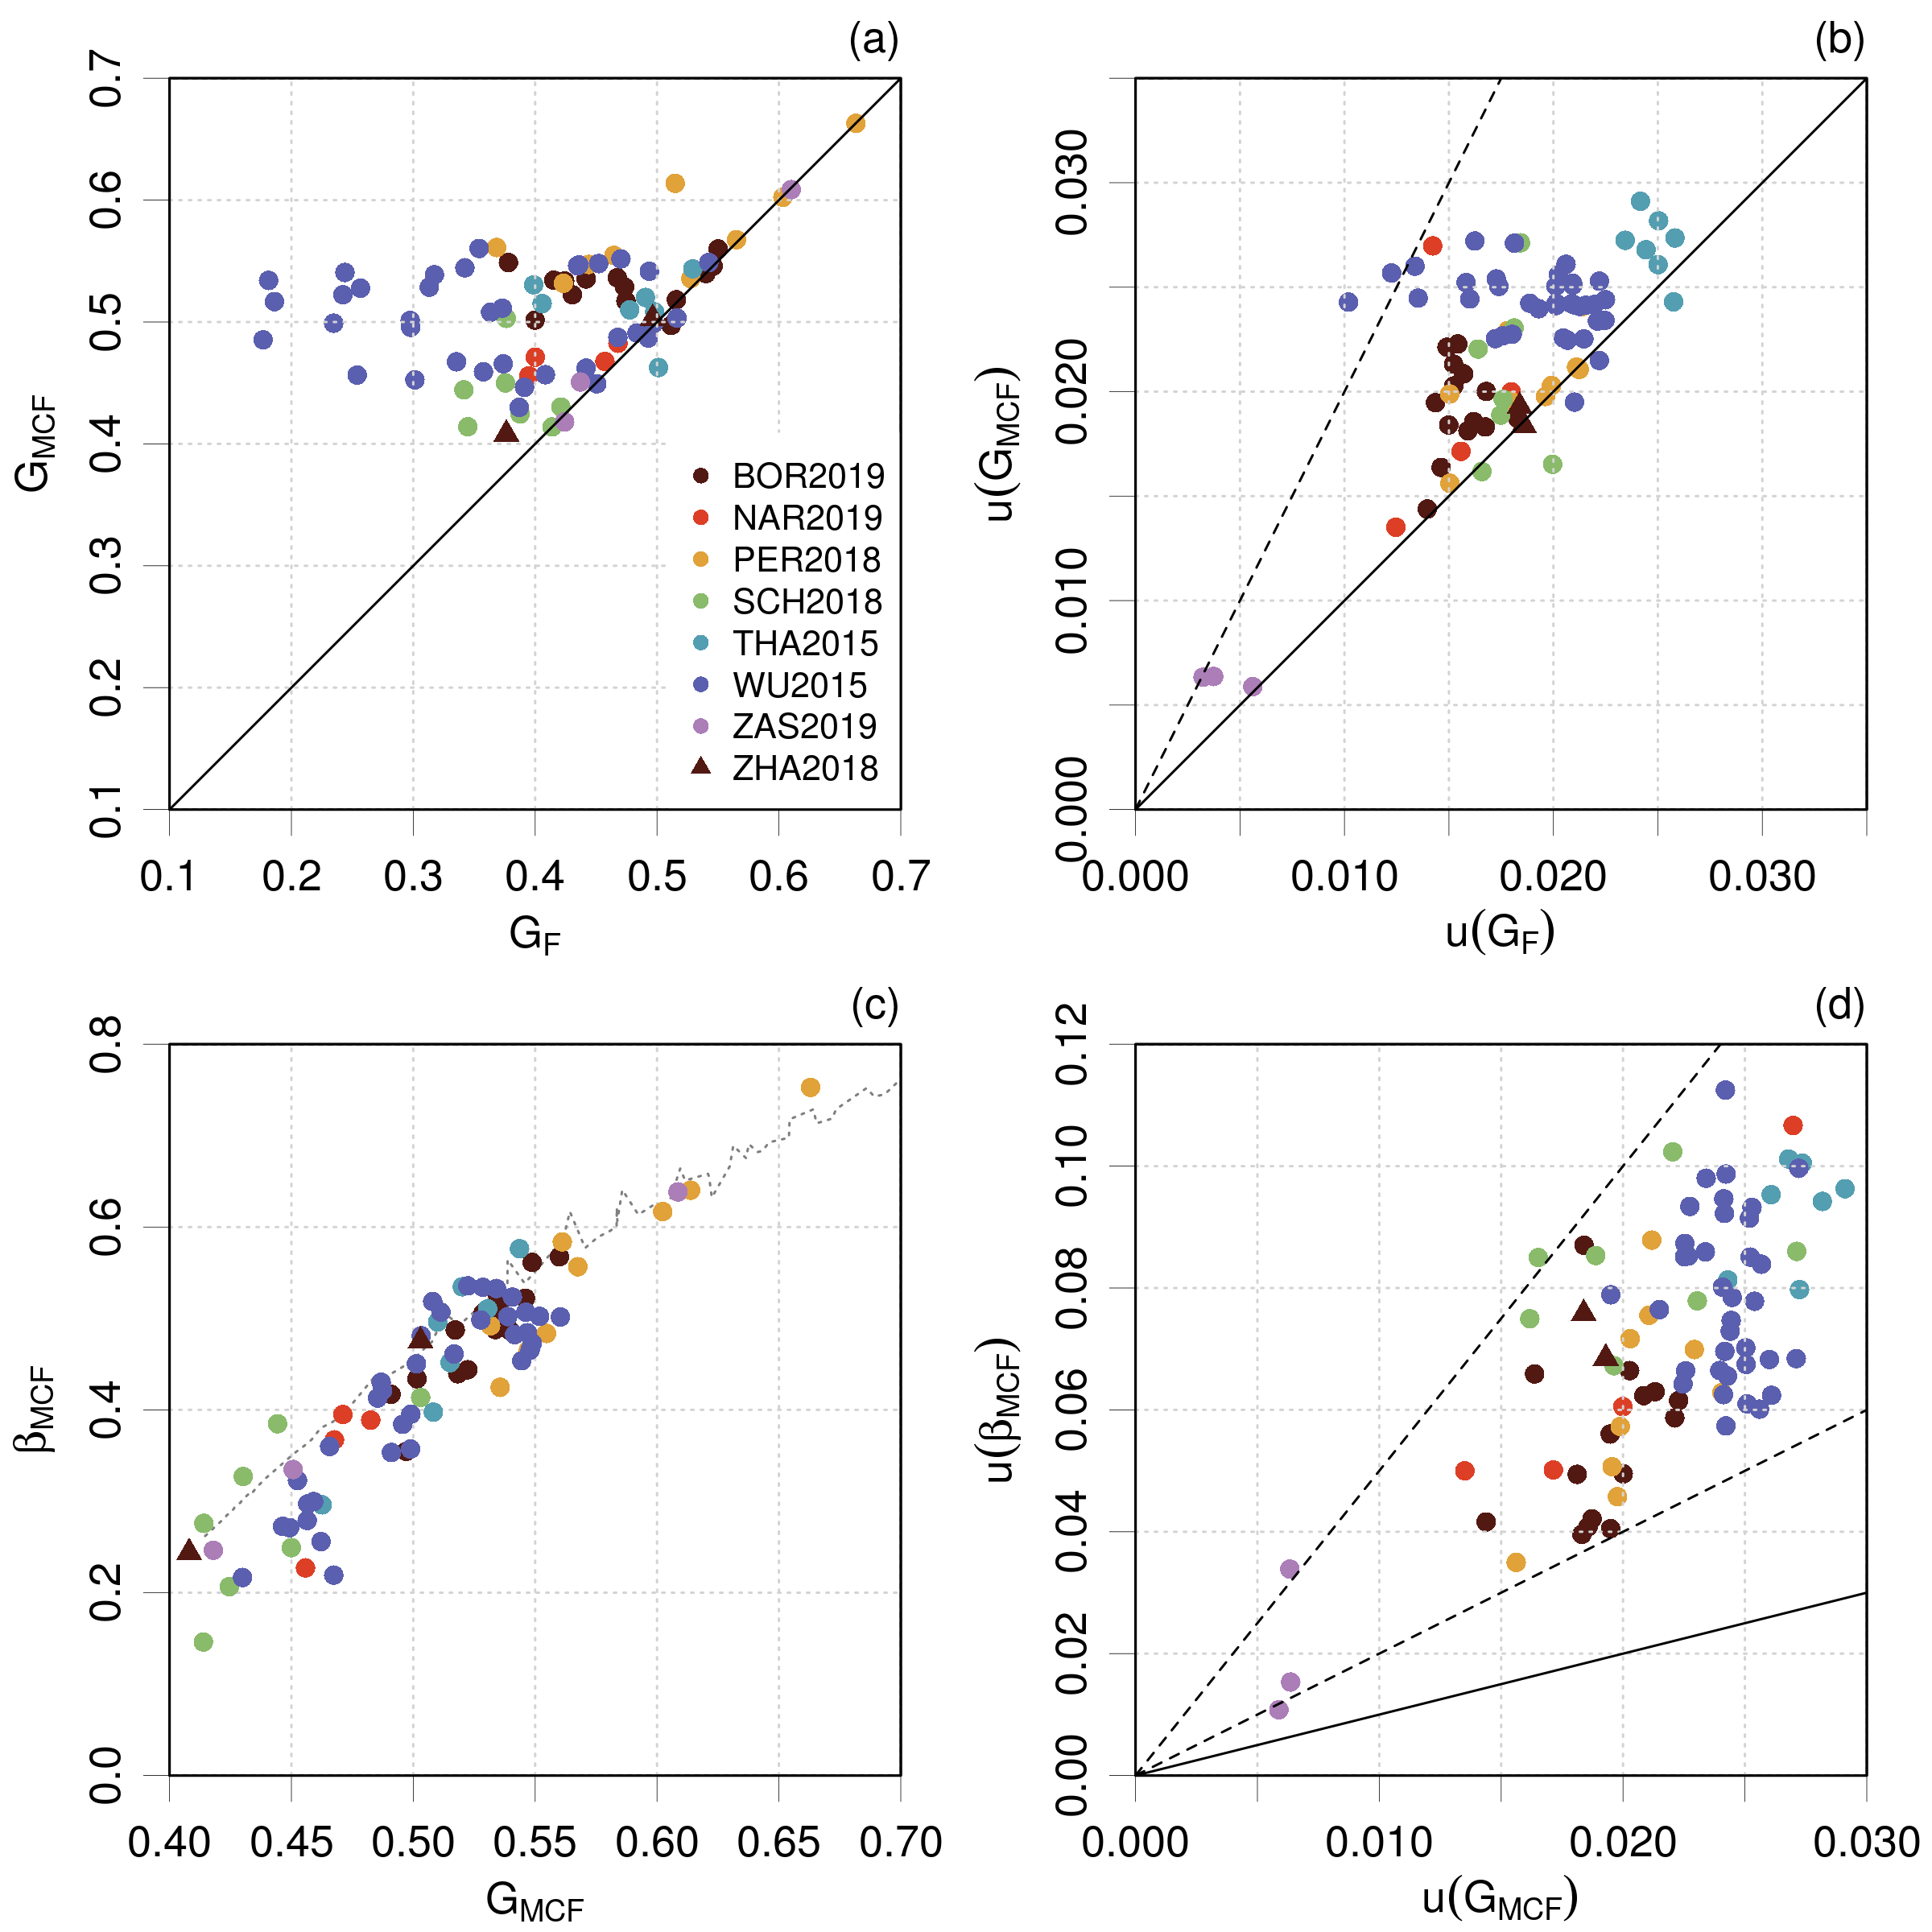 (a)
0.1 0.2 0.3 0.4 0.5 0.6 0.7
G_MCF
BOR2019
NAR2019
PER2018
SCH2018
THA2015
WU2015
ZAS2019
ZHA2018
0.1 0.2 0.3 0.4 0.5 0.6 0.7
G_F
(b)
0.000 0.010 0.020 0.030
u(G_MCF)
0.000 0.010 0.020 0.030
u(G_F)
(c)
0.0 0.2 0.4 0.6 0.8
β_MCF
0.40 0.45 0.50 0.55 0.60 0.65 0.70
G_MCF
(d)
0.00 0.02 0.04 0.06 0.08 0.10 0.12
u(β_MCF)
0.000 0.010 0.020 0.030
u(G_MCF)